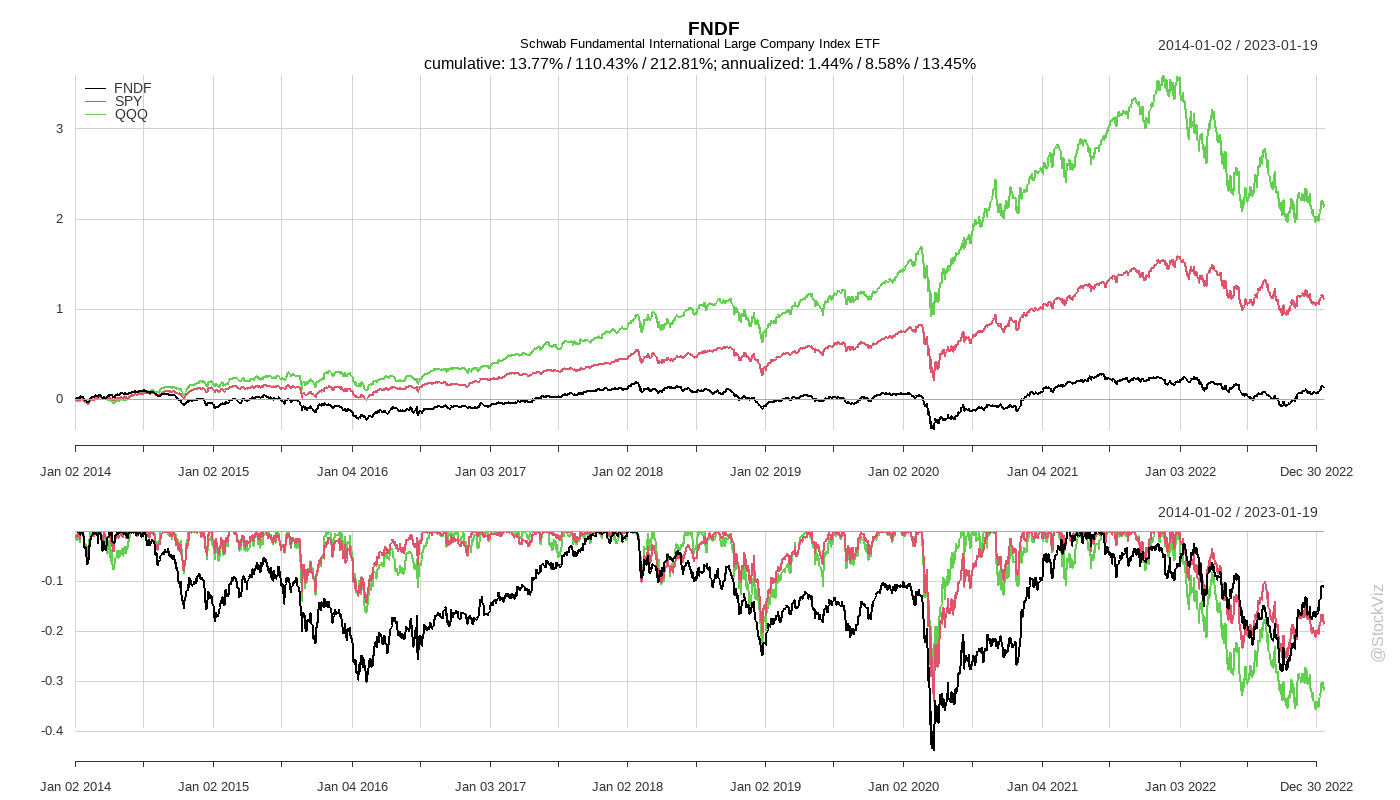 FNDF
Schwab Fundamental International Large Company Index ETF
2014-01-02 / 2023-01-19
cumulative: 13.77% / 110.43% / 212.81%; annualized: 1.44% / 8.58% / 13.45%
FNDF
SPY
QQQ
3
2
1
0
Jan 02 2014 Jan 02 2015 Jan 04 2016 Jan 03 2017 Jan 02 2018 Jan 02 2019 Jan 02 2020 Jan 04 2021 Jan 03 2022 Dec 30 2022
2014-01-02 / 2023-01-19
-0.1
-0.2
-0.3
-0.4
Jan 02 2014 Jan 02 2015 Jan 04 2016 Jan 03 2017 Jan 02 2018 Jan 02 2019 Jan 02 2020 Jan 04 2021 Jan 03 2022 Dec 30 2022
@StockViz